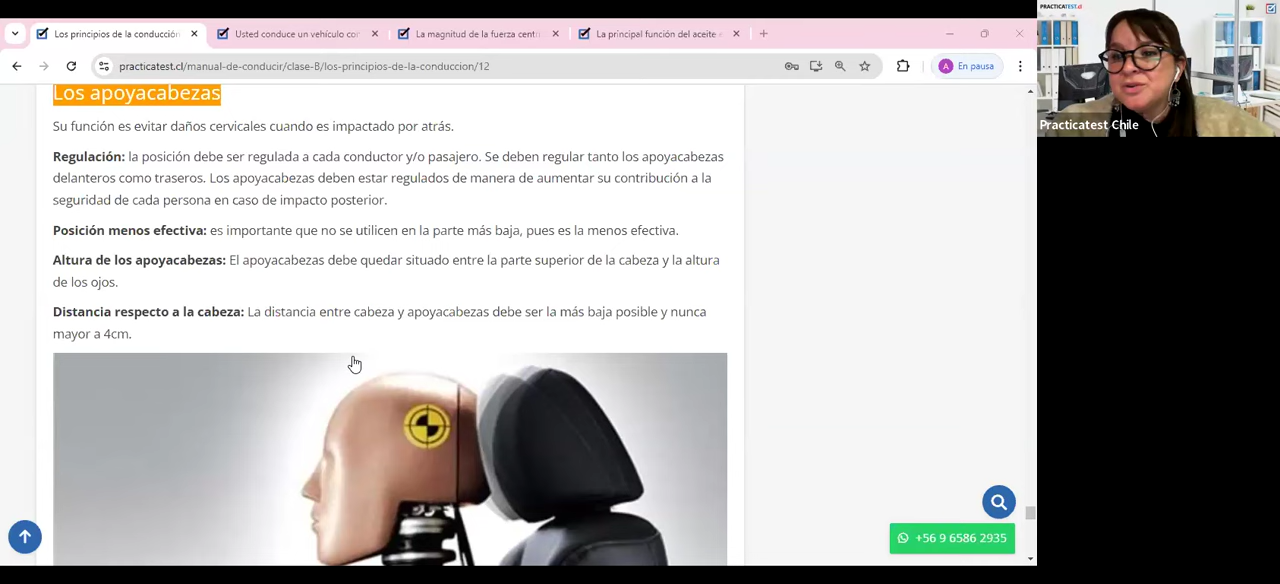 Los principios de la conducción
Usted conduce un vehículo con
La magnitud de la fuerza centr
La principal función del aceite
practicatest.cl/manual-de-conducir/clase-B/los-principios-de-la-conduccion/12
A
En pausa
PRACTICATEST.cl
Practicatest Chile
Los apoyacabezas
Su función es evitar daños cervicales cuando es impactado por atrás.
Regulación: la posición debe ser regulada a cada conductor y/o pasajero. Se deben regular tanto los apoyacabezas
delanteros como traseros. Los apoyacabezas deben estar regulados de manera de aumentar su contribución a la
seguridad de cada persona en caso de impacto posterior.
Posición menos efectiva: es importante que no se utilicen en la parte más baja, pues es la menos efectiva.
Altura de los apoyacabezas: El apoyacabezas debe quedar situado entre la parte superior de la cabeza y la altura
de los ojos.
Distancia respecto a la cabeza: La distancia entre cabeza y apoyacabezas debe ser la más baja posible y nunca
mayor a 4cm.
+56 9 6586 2935